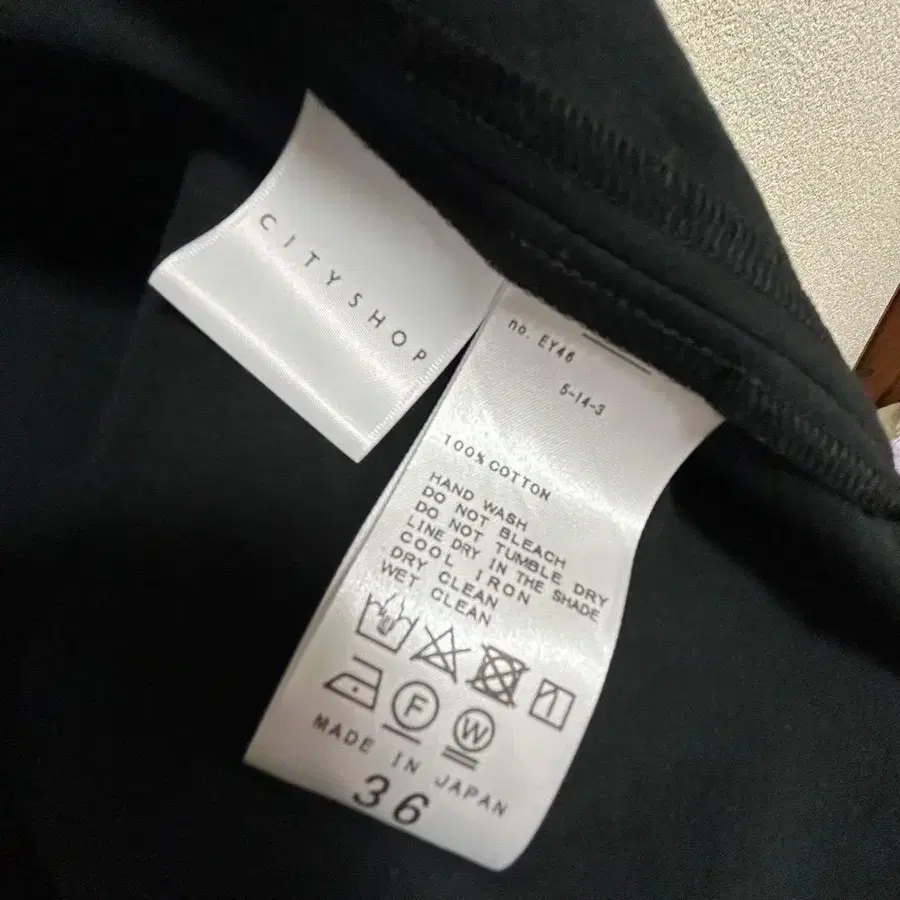 CITYSHOP
no. EY46
5-14-3
100% COTTON
HAND WASH
DO NOT BLEACH
DO NOT TUMBLE DRY
LINE DRY IN THE SHADE
COOL IRON
DRY CLEAN
WET CLEAN
F
W
MADE IN JAPAN
36